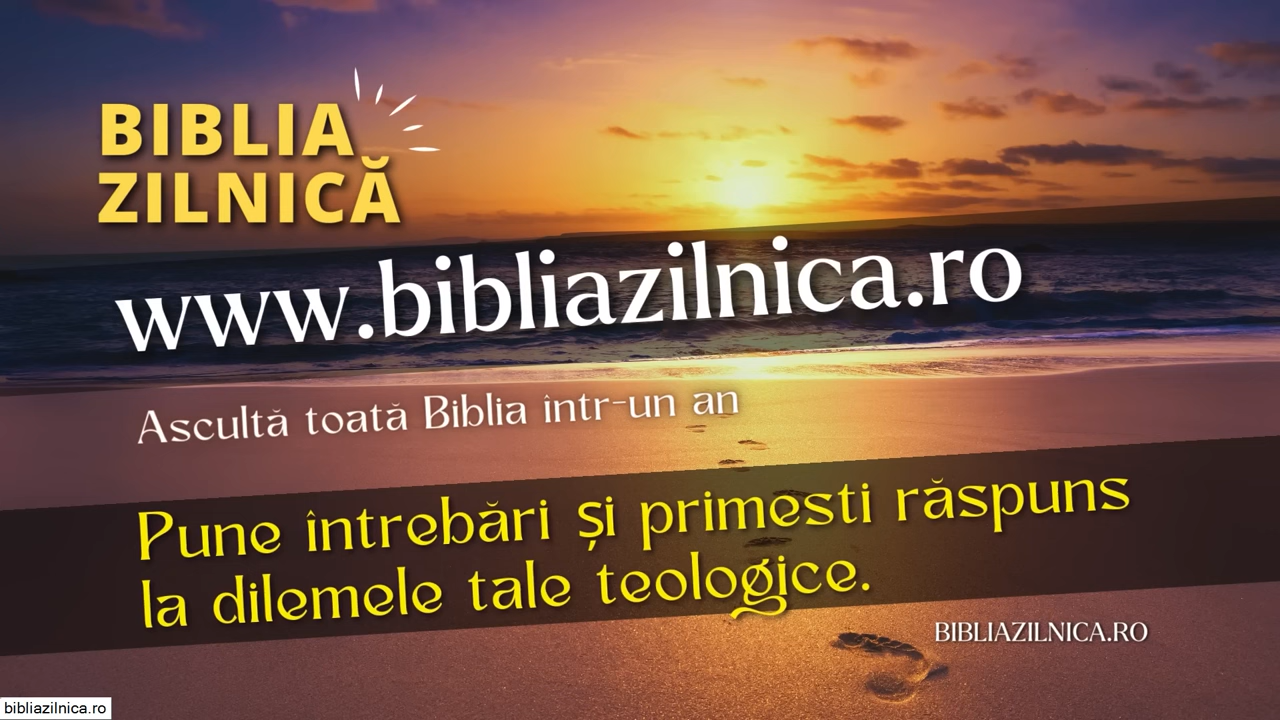 BIBLIA
ZILNICĂ
www.bibliazilnica.ro
Ascultă toată Biblia într-un an
Pune întrebări și primesti răspuns
la dilemele tale teologice.
BIBLIAZILNICA.RO
bibliazilnica.ro